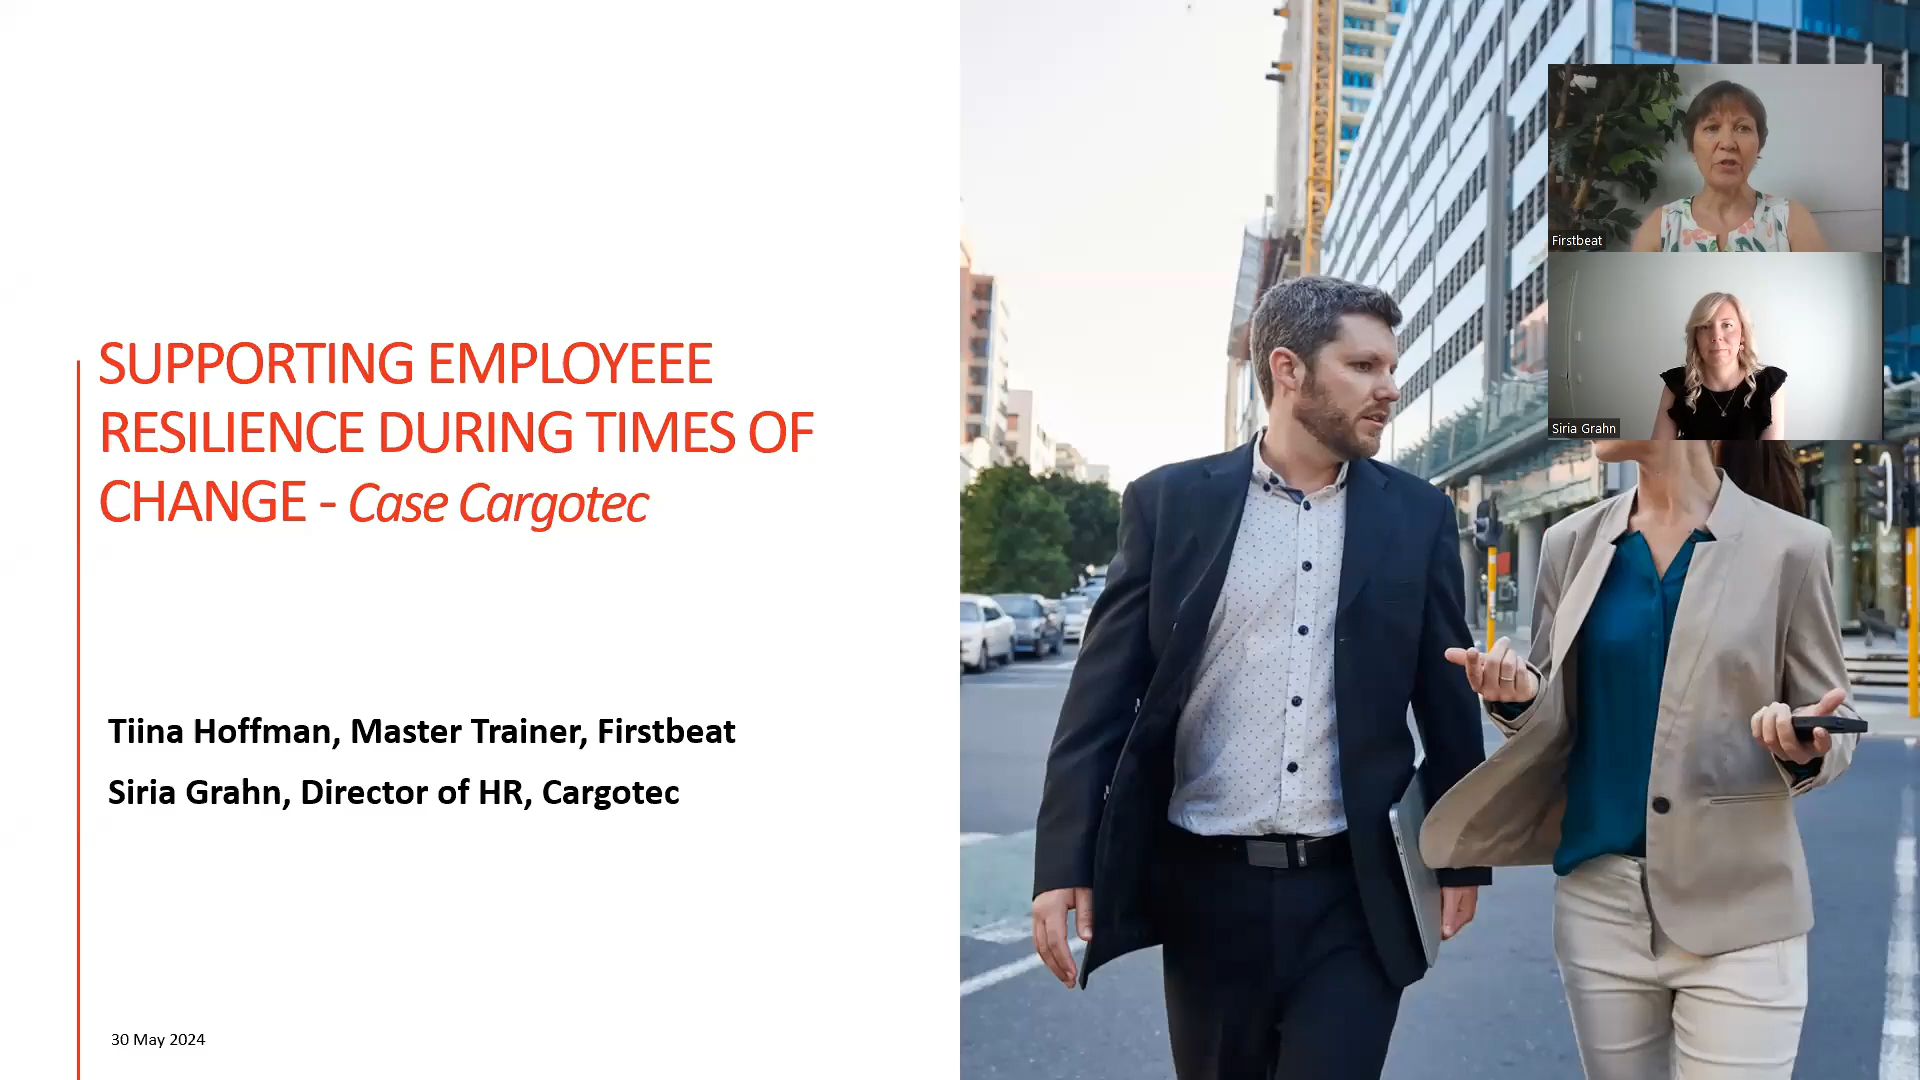 SUPPORTING EMPLOYEEE
RESILIENCE DURING TIMES OF
CHANGE - Case Cargotec
Tiina Hoffman, Master Trainer, Firstbeat
Siria Grahn, Director of HR, Cargotec
30 May 2024
Firstbeat
Siria Grahn